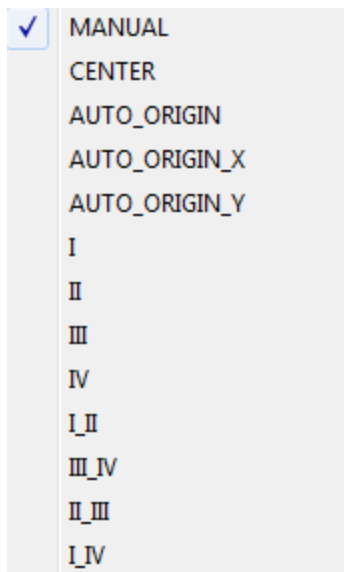 MANUAL
CENTER
AUTO_ORIGIN
AUTO_ORIGIN_X
AUTO_ORIGIN_Y
I
II
III
IV
I_II
III_IV
II_III
I_IV